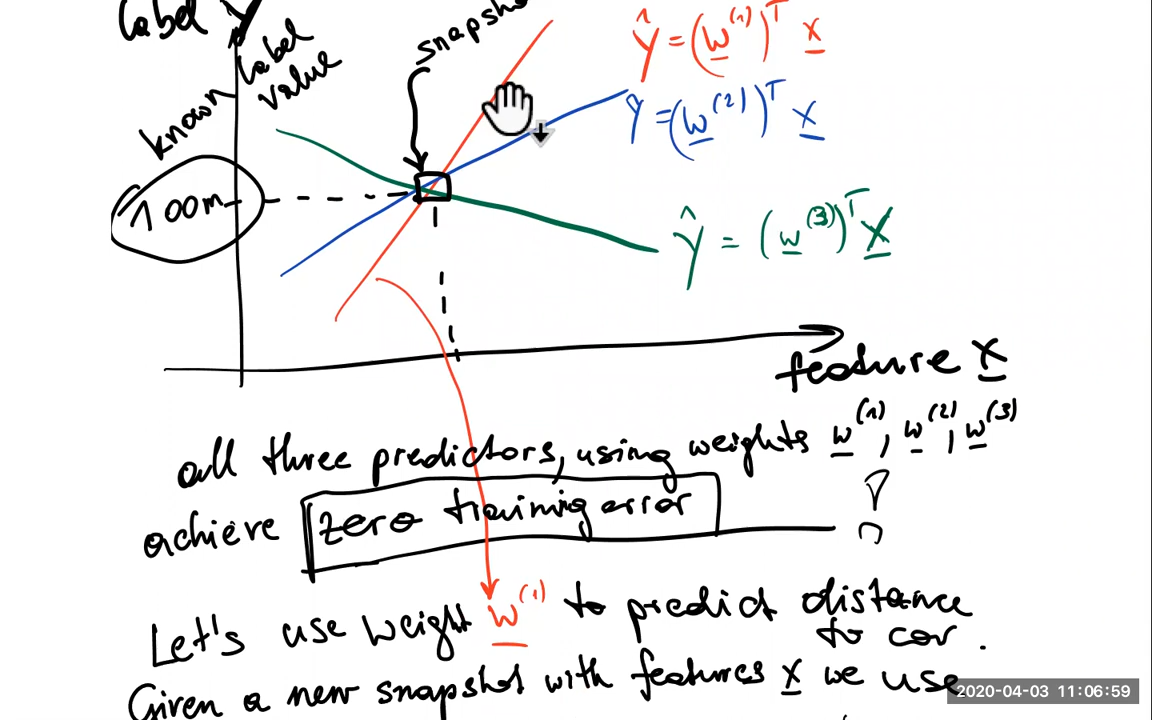 label Y
label
value
known
100m
snapshot
Ŷ = (w^(1))^T x
Ŷ = (w^(2))^T x
Ŷ = (w^(3))^T x
feature x
all three predictors, using weights w^(1), w^(2), w^(3)
achieve zero training error !
Let's use weight w^(1) to predict distance
to car.
Given a new snapshot with features x we use
2020-04-03 11:06:59